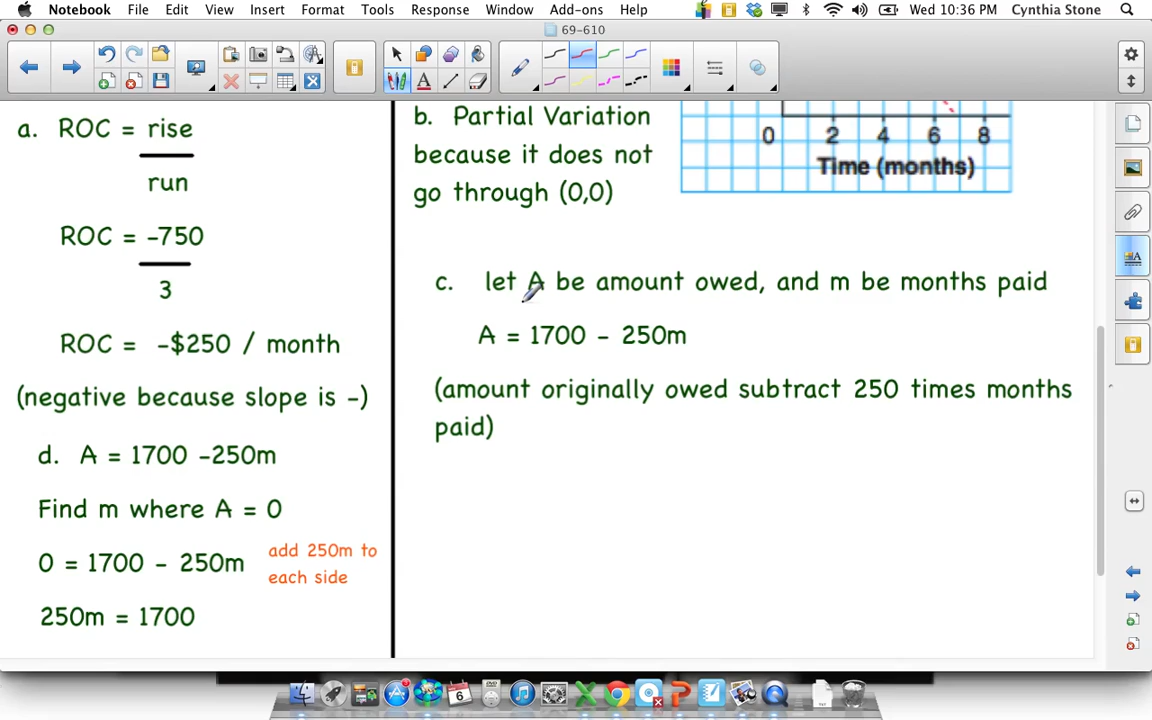 Notebook File Edit View Insert Format Tools Response Window Add-ons Help Wed 10:36 PM Cynthia Stone
69-610
a. ROC = rise
run
ROC = -750
3
ROC = -$250 / month
(negative because slope is -)
d. A = 1700 -250m
Find m where A = 0
0 = 1700 - 250m
add 250m to
each side
250m = 1700
b. Partial Variation
because it does not
go through (0,0)
0 2 4 6 8
Time (months)
c. let A be amount owed, and m be months paid
A = 1700 - 250m
(amount originally owed subtract 250 times months
paid)